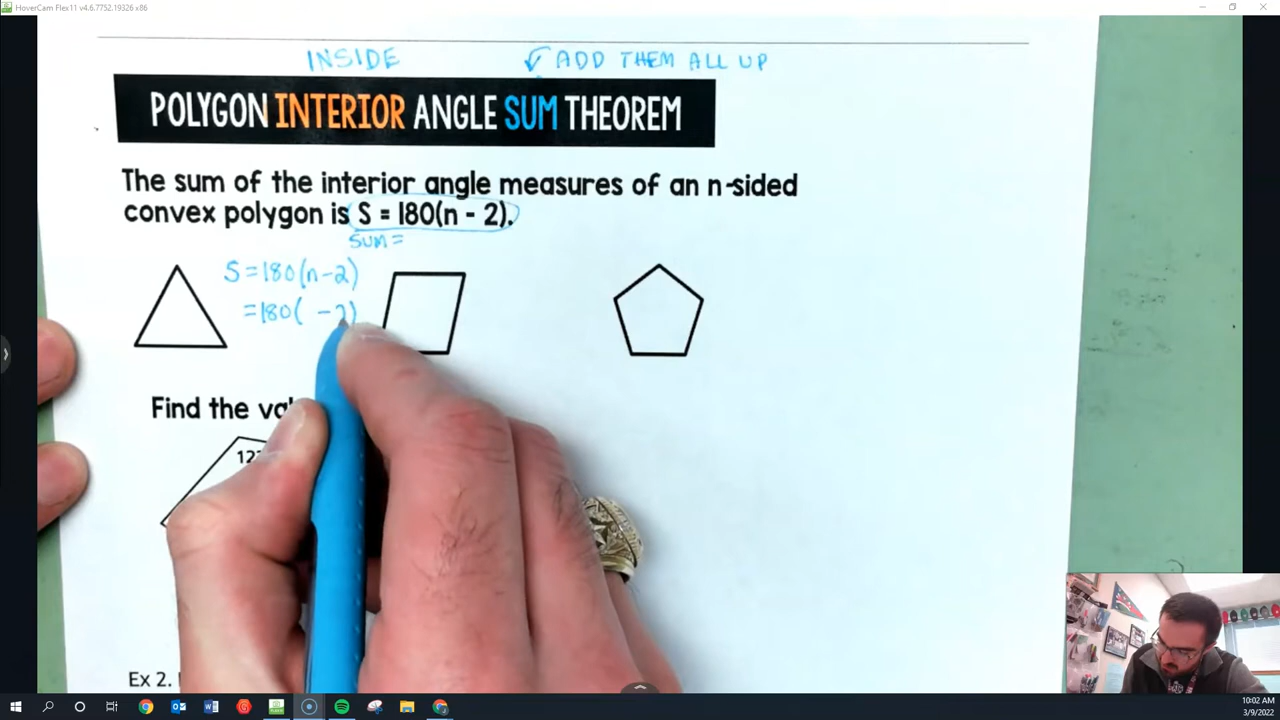 HoverCam Flex11 v4.6.7752.19326 x86
INSIDE ADD THEM ALL UP
POLYGON INTERIOR ANGLE SUM THEOREM
The sum of the interior angle measures of an n-sided
convex polygon is S = 180(n - 2).
SUM =
S = 180(n-2)
= 180( -2)
Find the
Ex 2.
10:02 AM
3/9/2022